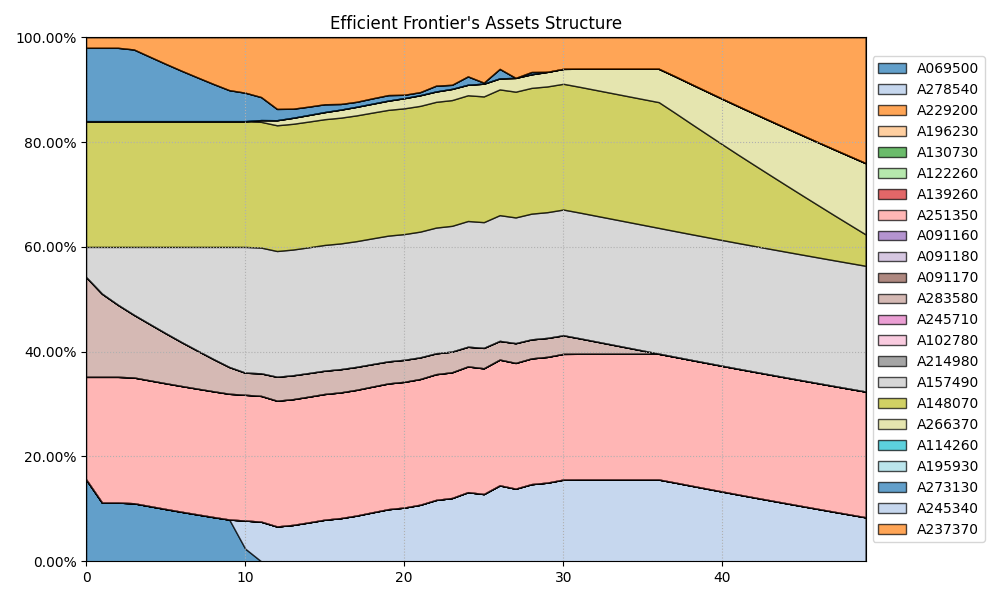 Efficient Frontier's Assets Structure
100.00%
80.00%
60.00%
40.00%
20.00%
0.00%
0
10
20
30
40
A069500
A278540
A229200
A196230
A130730
A122260
A139260
A251350
A091160
A091180
A091170
A283580
A245710
A102780
A214980
A157490
A148070
A266370
A114260
A195930
A273130
A245340
A237370